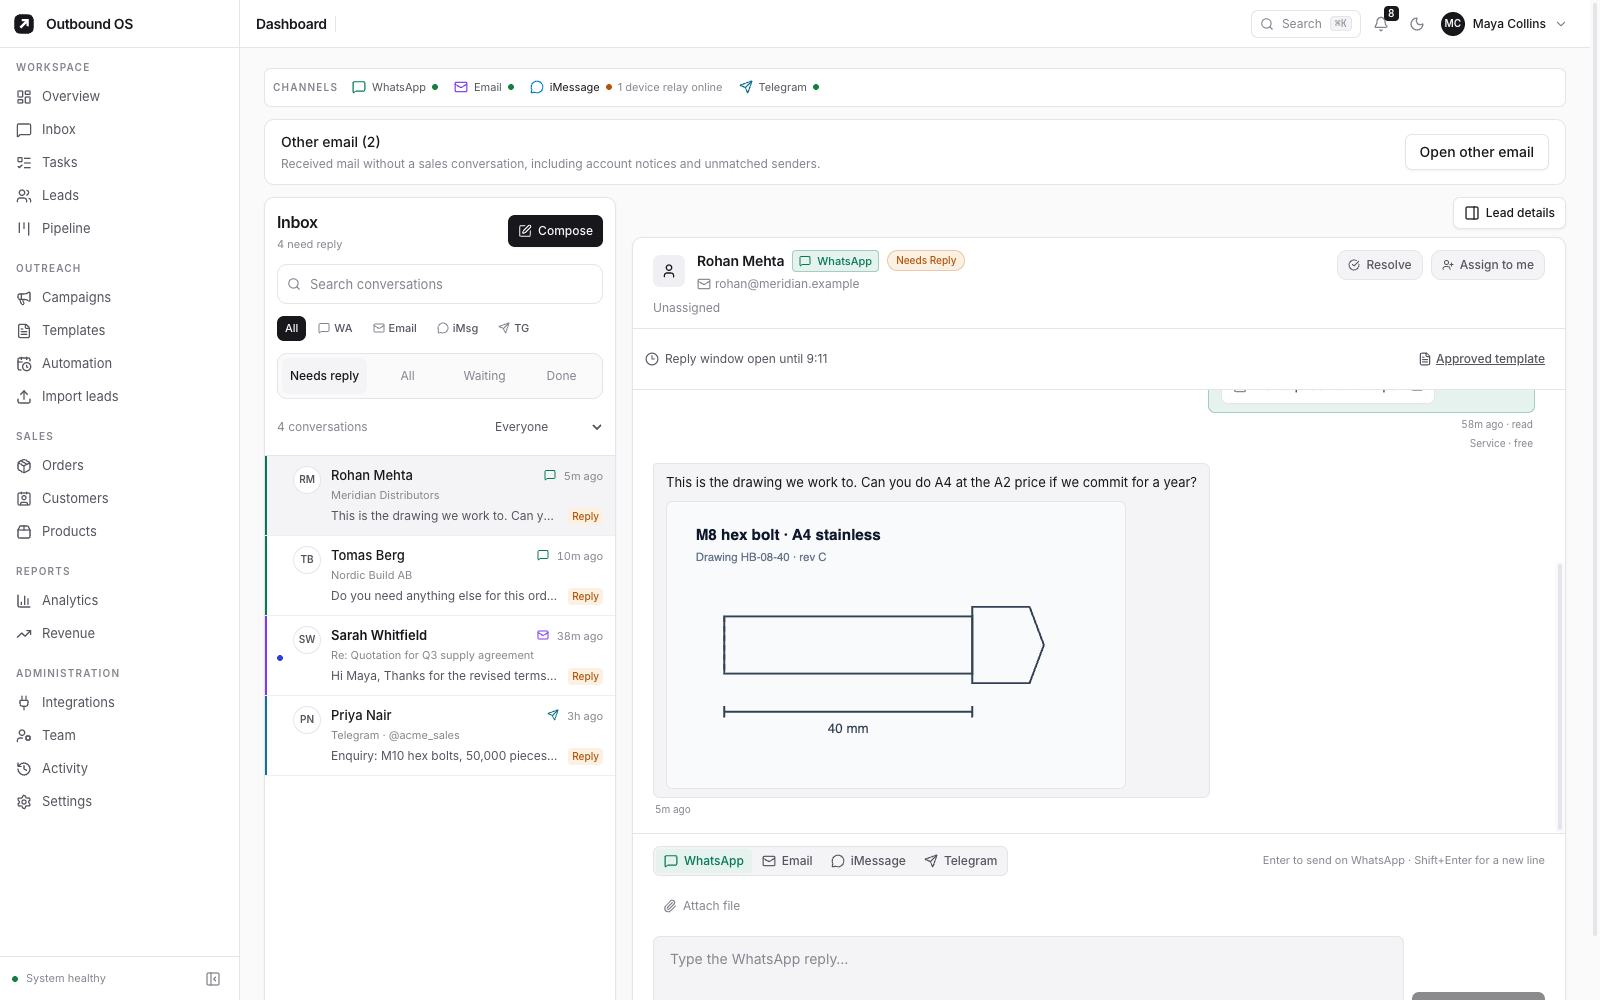 Outbound OS
Dashboard
Search ⌘K
8
MC Maya Collins
WORKSPACE
Overview
Inbox
Tasks
Leads
Pipeline
OUTREACH
Campaigns
Templates
Automation
Import leads
SALES
Orders
Customers
Products
REPORTS
Analytics
Revenue
ADMINISTRATION
Integrations
Team
Activity
Settings
System healthy
CHANNELS WhatsApp Email iMessage 1 device relay online Telegram
Other email (2)
Received mail without a sales conversation, including account notices and unmatched senders.
Open other email
Inbox
4 need reply
Compose
Search conversations
All WA Email iMsg TG
Needs reply All Waiting Done
4 conversations Everyone
RM Rohan Mehta 5m ago
Meridian Distributors
This is the drawing we work to. Can y... Reply
TB Tomas Berg 10m ago
Nordic Build AB
Do you need anything else for this ord... Reply
SW Sarah Whitfield 38m ago
Re: Quotation for Q3 supply agreement
Hi Maya, Thanks for the revised terms... Reply
PN Priya Nair 3h ago
Telegram · @acme_sales
Enquiry: M10 hex bolts, 50,000 pieces... Reply
Lead details
Rohan Mehta WhatsApp Needs Reply
rohan@meridian.example
Unassigned
Resolve Assign to me
Reply window open until 9:11
Approved template
58m ago · read
Service · free
This is the drawing we work to. Can you do A4 at the A2 price if we commit for a year?
M8 hex bolt · A4 stainless
Drawing HB-08-40 · rev C
40 mm
5m ago
WhatsApp Email iMessage Telegram
Enter to send on WhatsApp · Shift+Enter for a new line
Attach file
Type the WhatsApp reply...